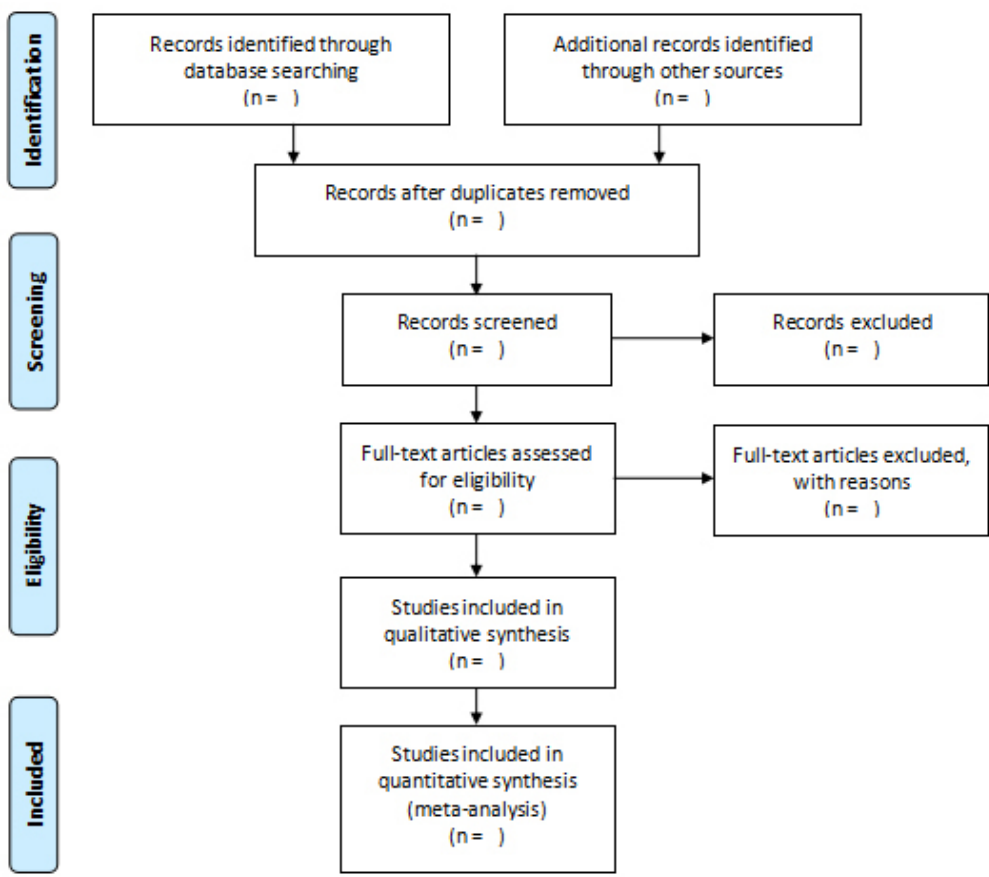 Identification
Records identified through
database searching
(n = )
Additional records identified
through other sources
(n = )
Records after duplicates removed
(n = )
Screening
Records screened
(n = )
Records excluded
(n = )
Eligibility
Full-text articles assessed
for eligibility
(n = )
Full-text articles excluded,
with reasons
(n = )
Studies included in
qualitative synthesis
(n = )
Included
Studies included in
quantitative synthesis
(meta-analysis)
(n = )